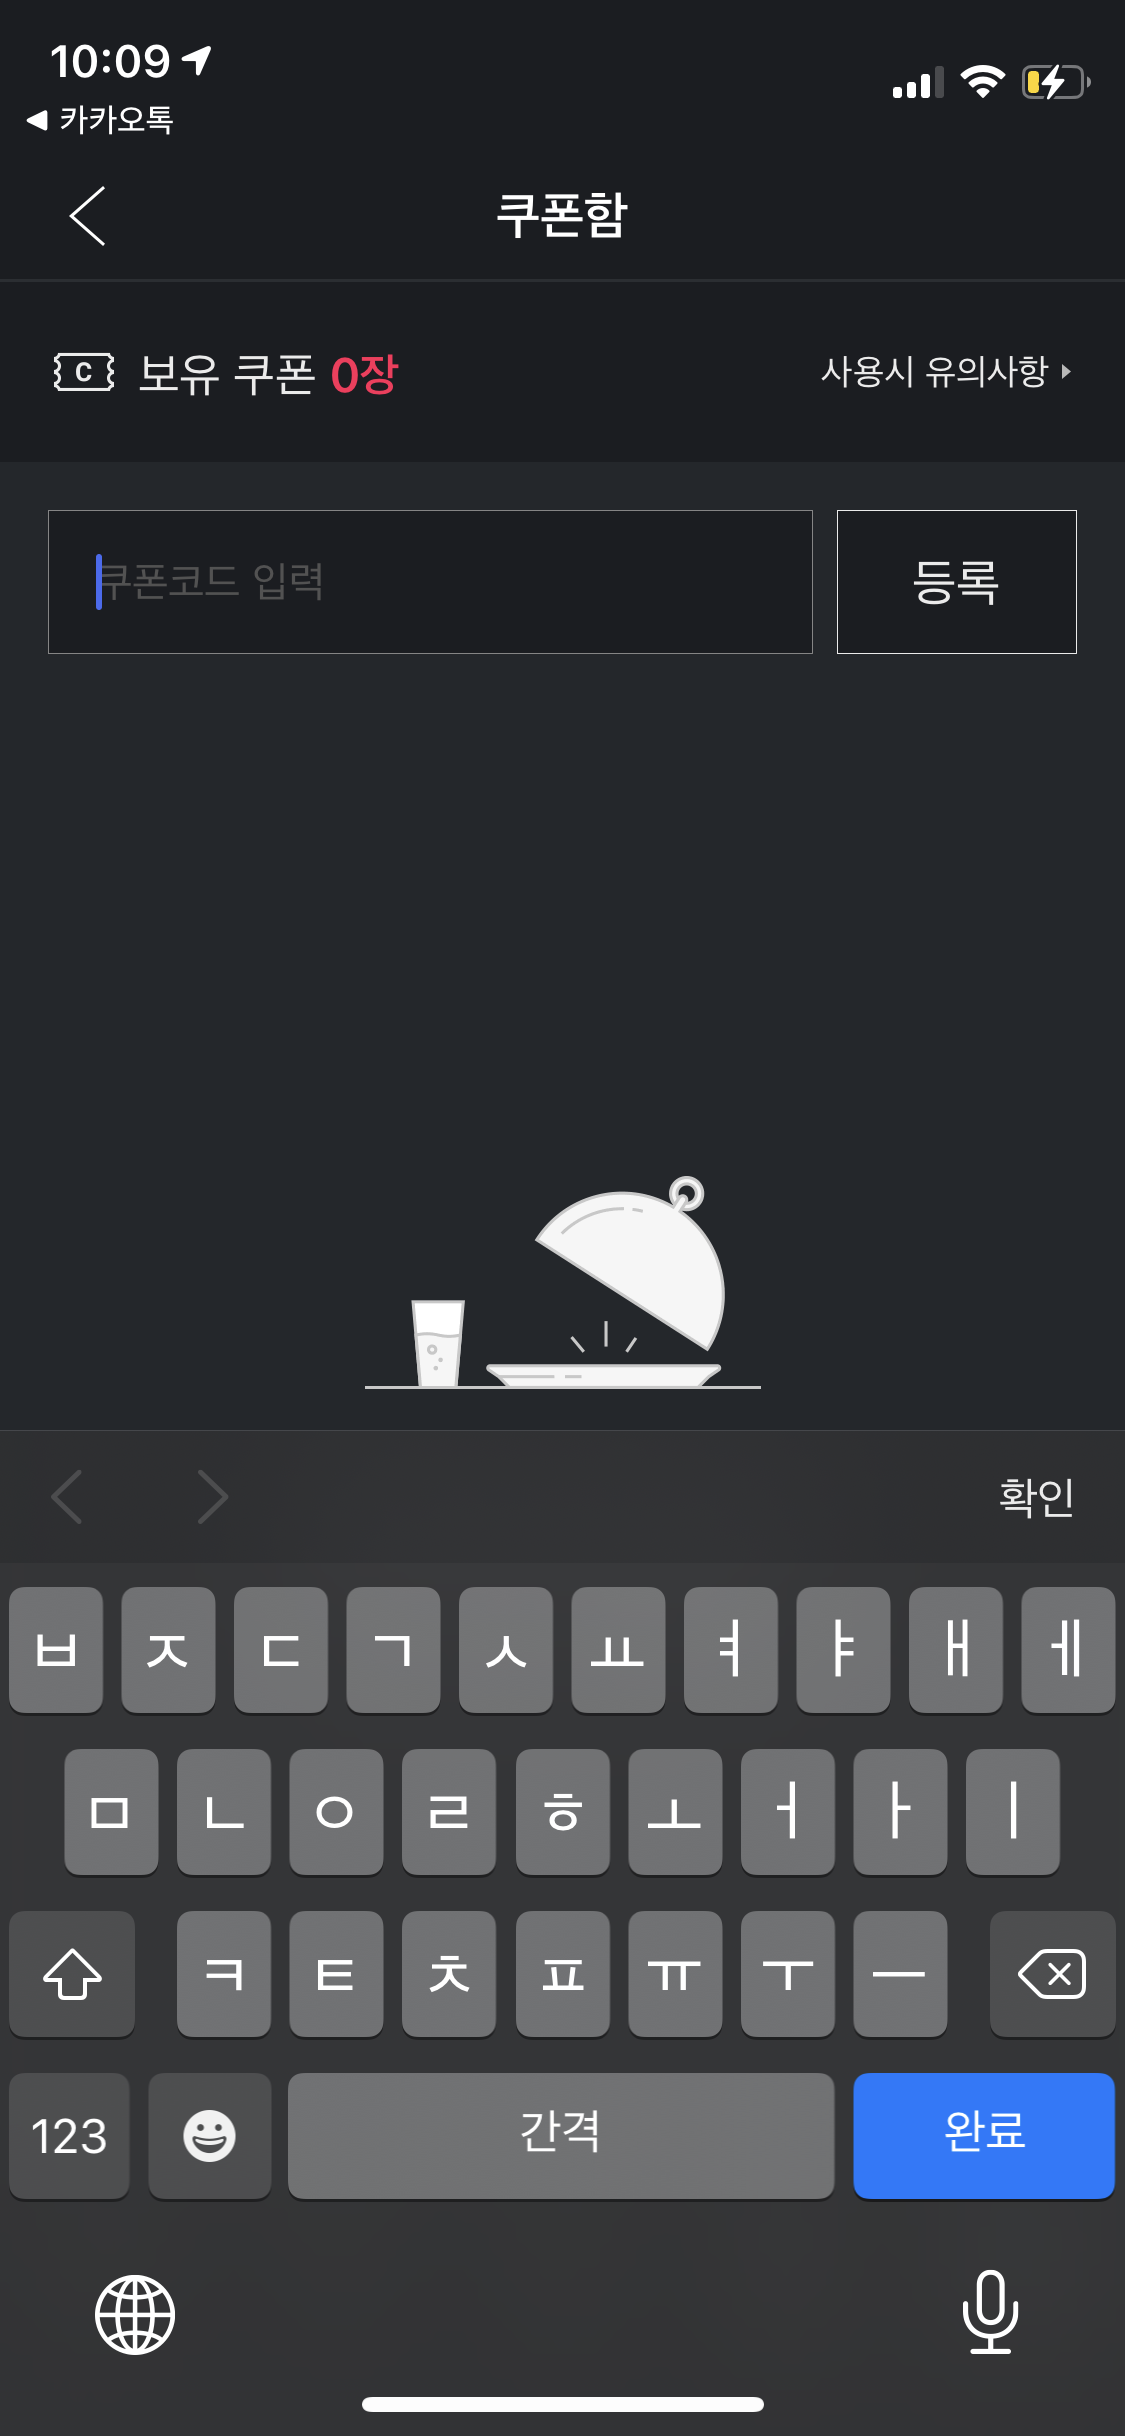 10:09
카카오톡
쿠폰함
C 보유 쿠폰 0장 사용시 유의사항
쿠폰코드 입력 등록
확인
ㅂ ㅈ ㄷ ㄱ ㅅ ㅛ ㅕ ㅑ ㅐ ㅔ
ㅁ ㄴ ㅇ ㄹ ㅎ ㅗ ㅓ ㅏ ㅣ
ㅋ ㅌ ㅊ ㅍ ㅠ ㅜ ㅡ
123 간격 완료